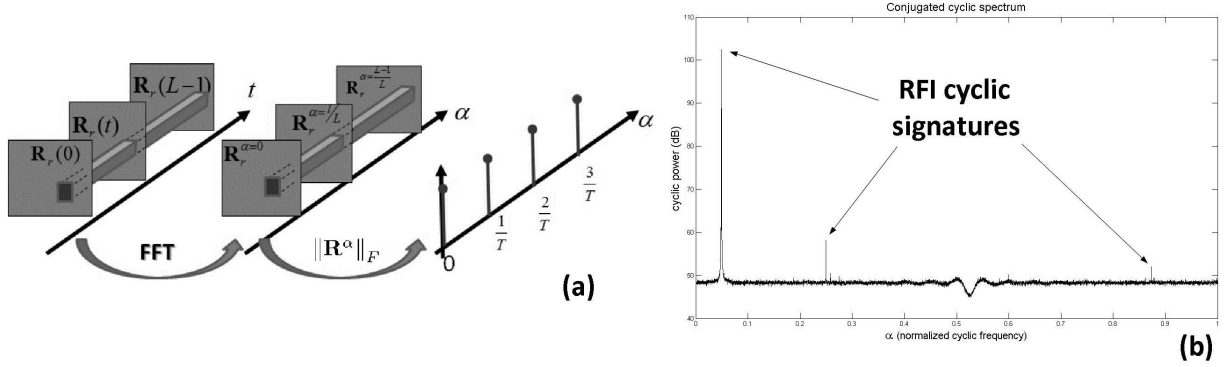 R_r(0)
R_r(t)
R_r(L−1)
t
FFT
R_r^{α=0}
R_r^{α=l/L}
R_r^{α=\frac{L-1}{L}}
α
‖R^α‖_F
0
1/T
2/T
3/T
α
(a)
Conjugated cyclic spectrum
cyclic power (dB)
110
100
90
80
70
60
50
40
RFI cyclic
signatures
0 0.1 0.2 0.3 0.4 0.5 0.6 0.7 0.8 0.9 1
α (normalized cyclic frequency)
(b)